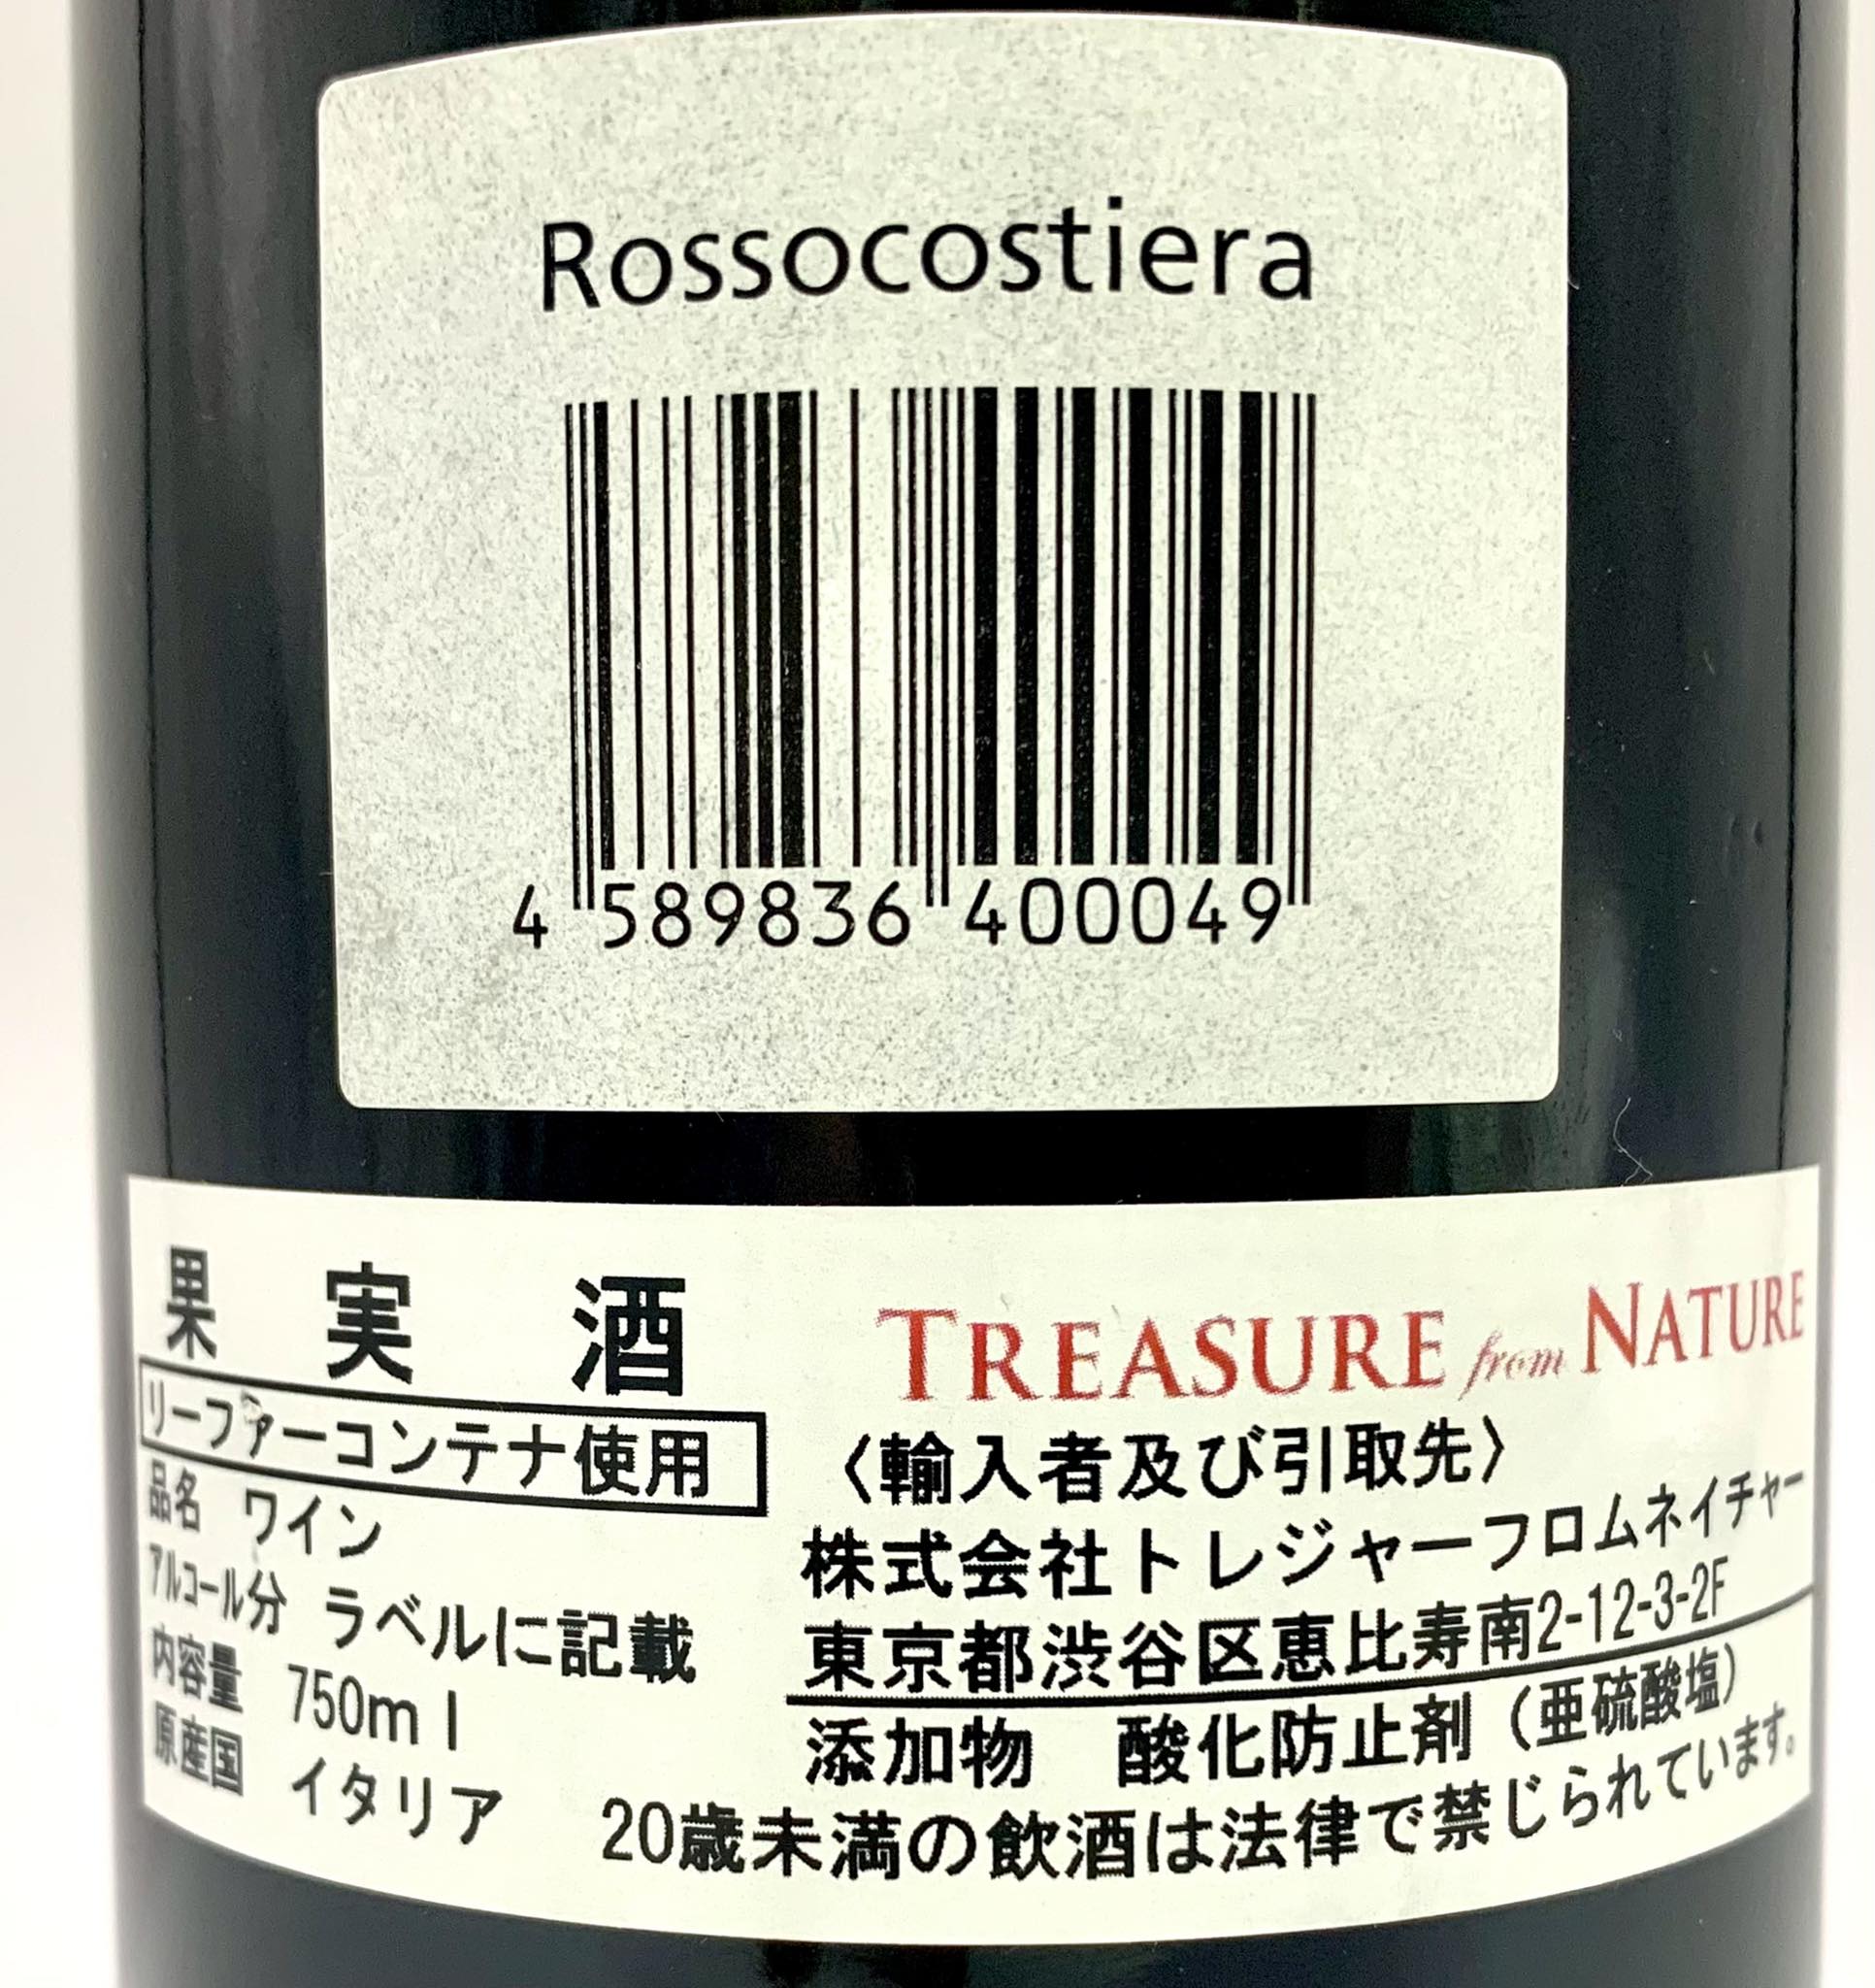 Rossocostiera
4 589836 400049
果実酒
リーファーコンテナ使用
品名 ワイン
アルコール分 ラベルに記載
内容量 750ml
原産国 イタリア
TREASURE from NATURE
〈輸入者及び引取先〉
株式会社トレジャーフロムネイチャー
東京都渋谷区恵比寿南2-12-3-2F
添加物 酸化防止剤（亜硫酸塩）
20歳未満の飲酒は法律で禁じられています。